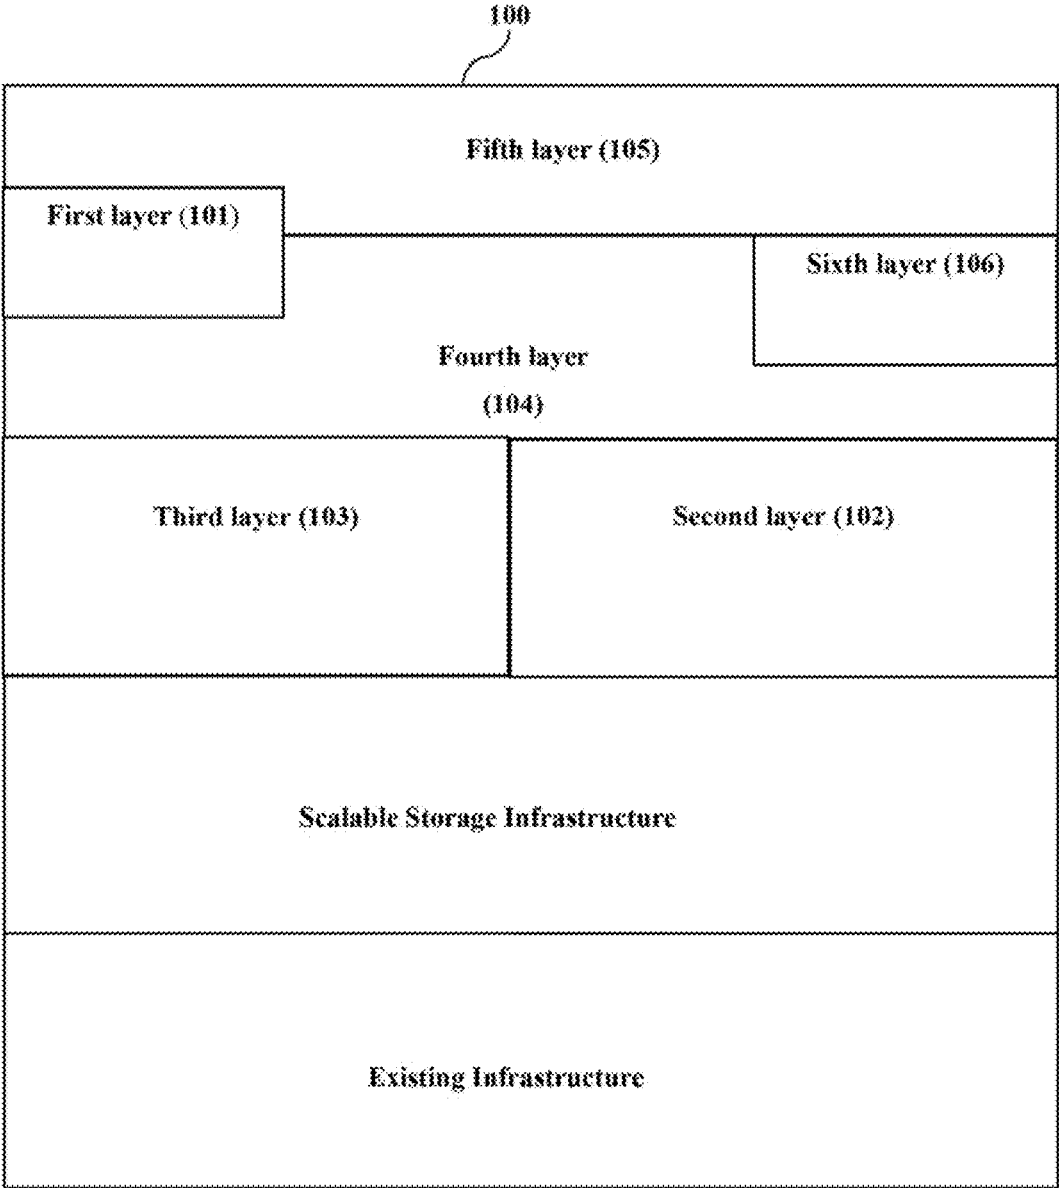 100
Fifth layer (105)
First layer (101)
Sixth layer (106)
Fourth layer
(104)
Third layer (103)
Second layer (102)
Scalable Storage Infrastructure
Existing Infrastructure